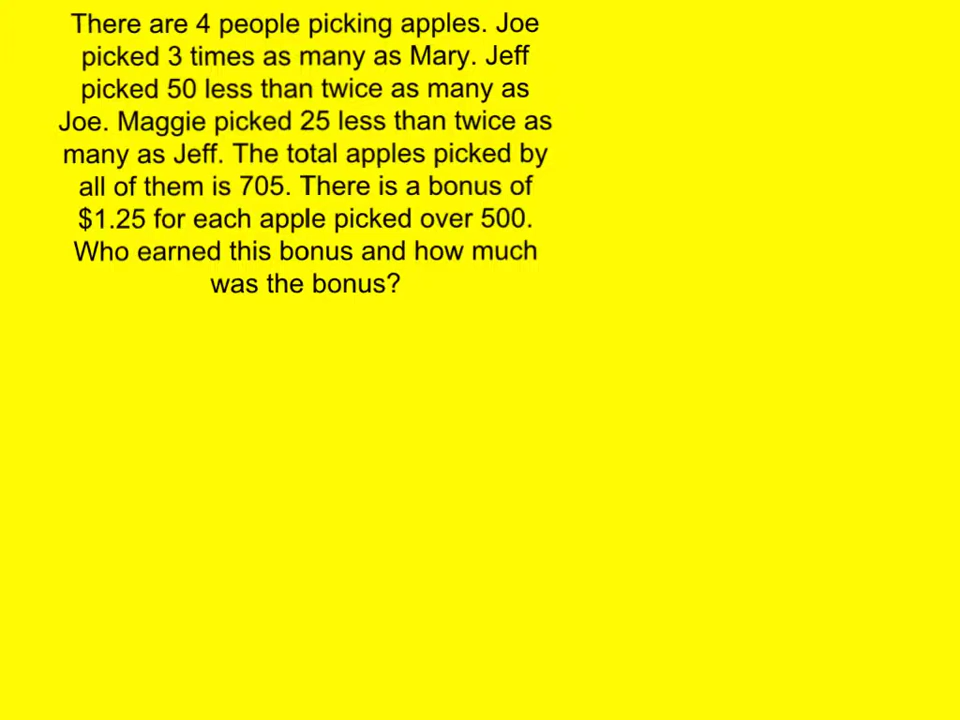 There are 4 people picking apples. Joe
picked 3 times as many as Mary. Jeff
picked 50 less than twice as many as
Joe. Maggie picked 25 less than twice as
many as Jeff. The total apples picked by
all of them is 705. There is a bonus of
$1.25 for each apple picked over 500.
Who earned this bonus and how much
was the bonus?